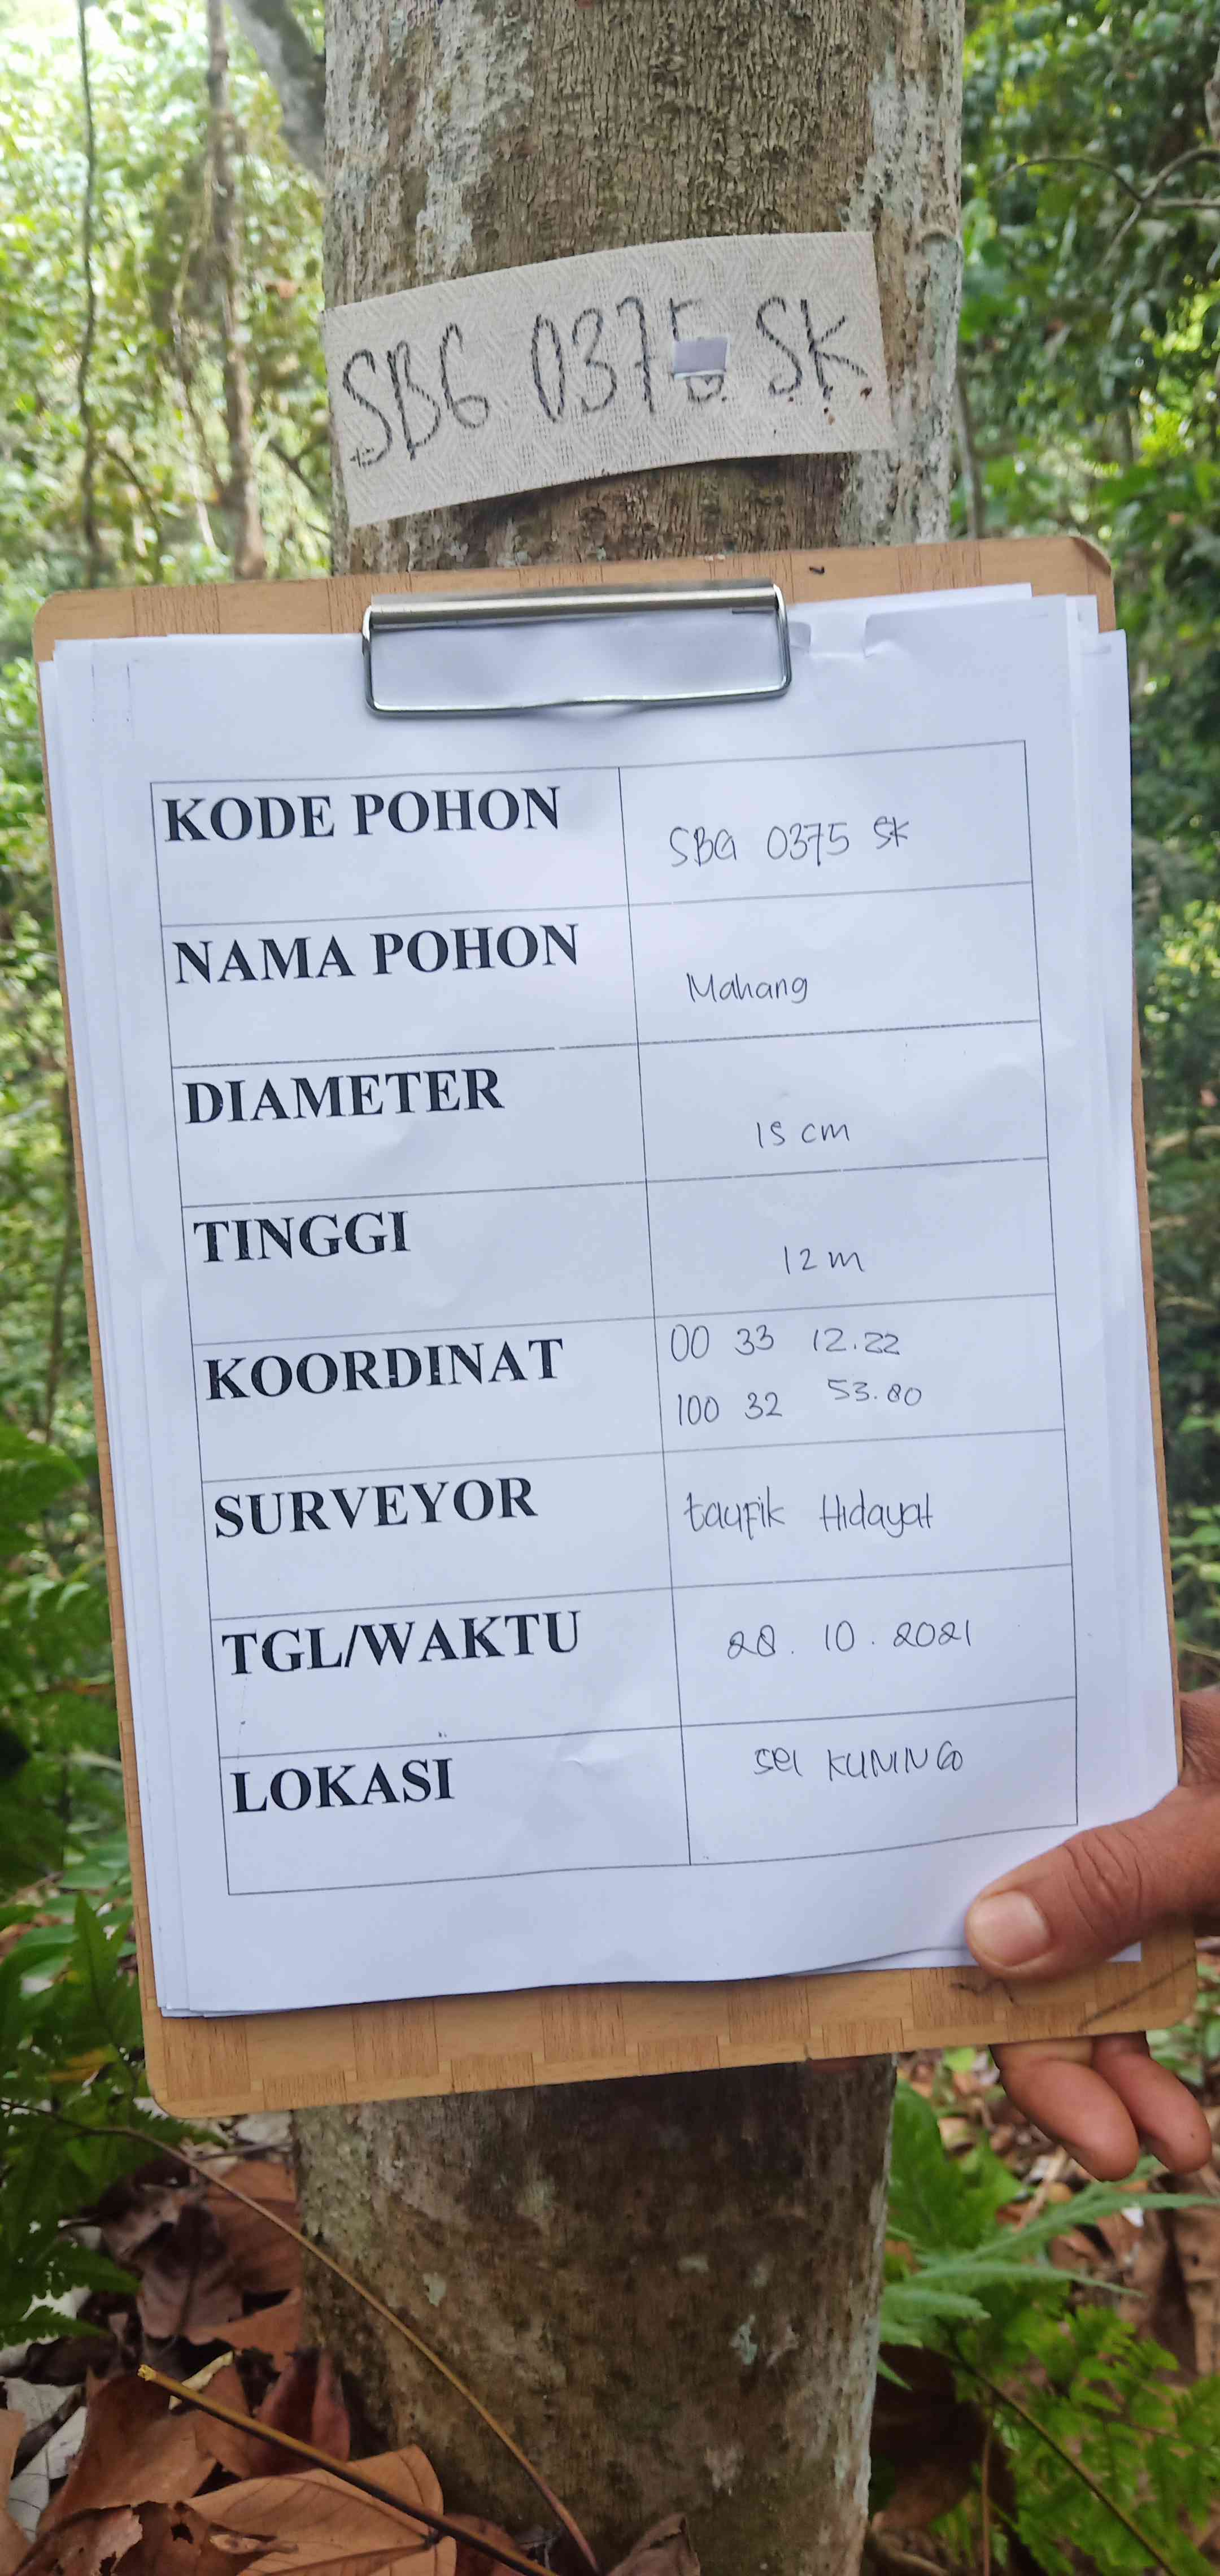 SBG 0375 SK
KODE POHON
SBG 0375 SK
NAMA POHON
Mahang
DIAMETER
15 cm
TINGGI
12 m
KOORDINAT
00 33 12.22
100 32 53.80
SURVEYOR
taufik Hidayat
TGL/WAKTU
28. 10. 2021
LOKASI
sei KUNING